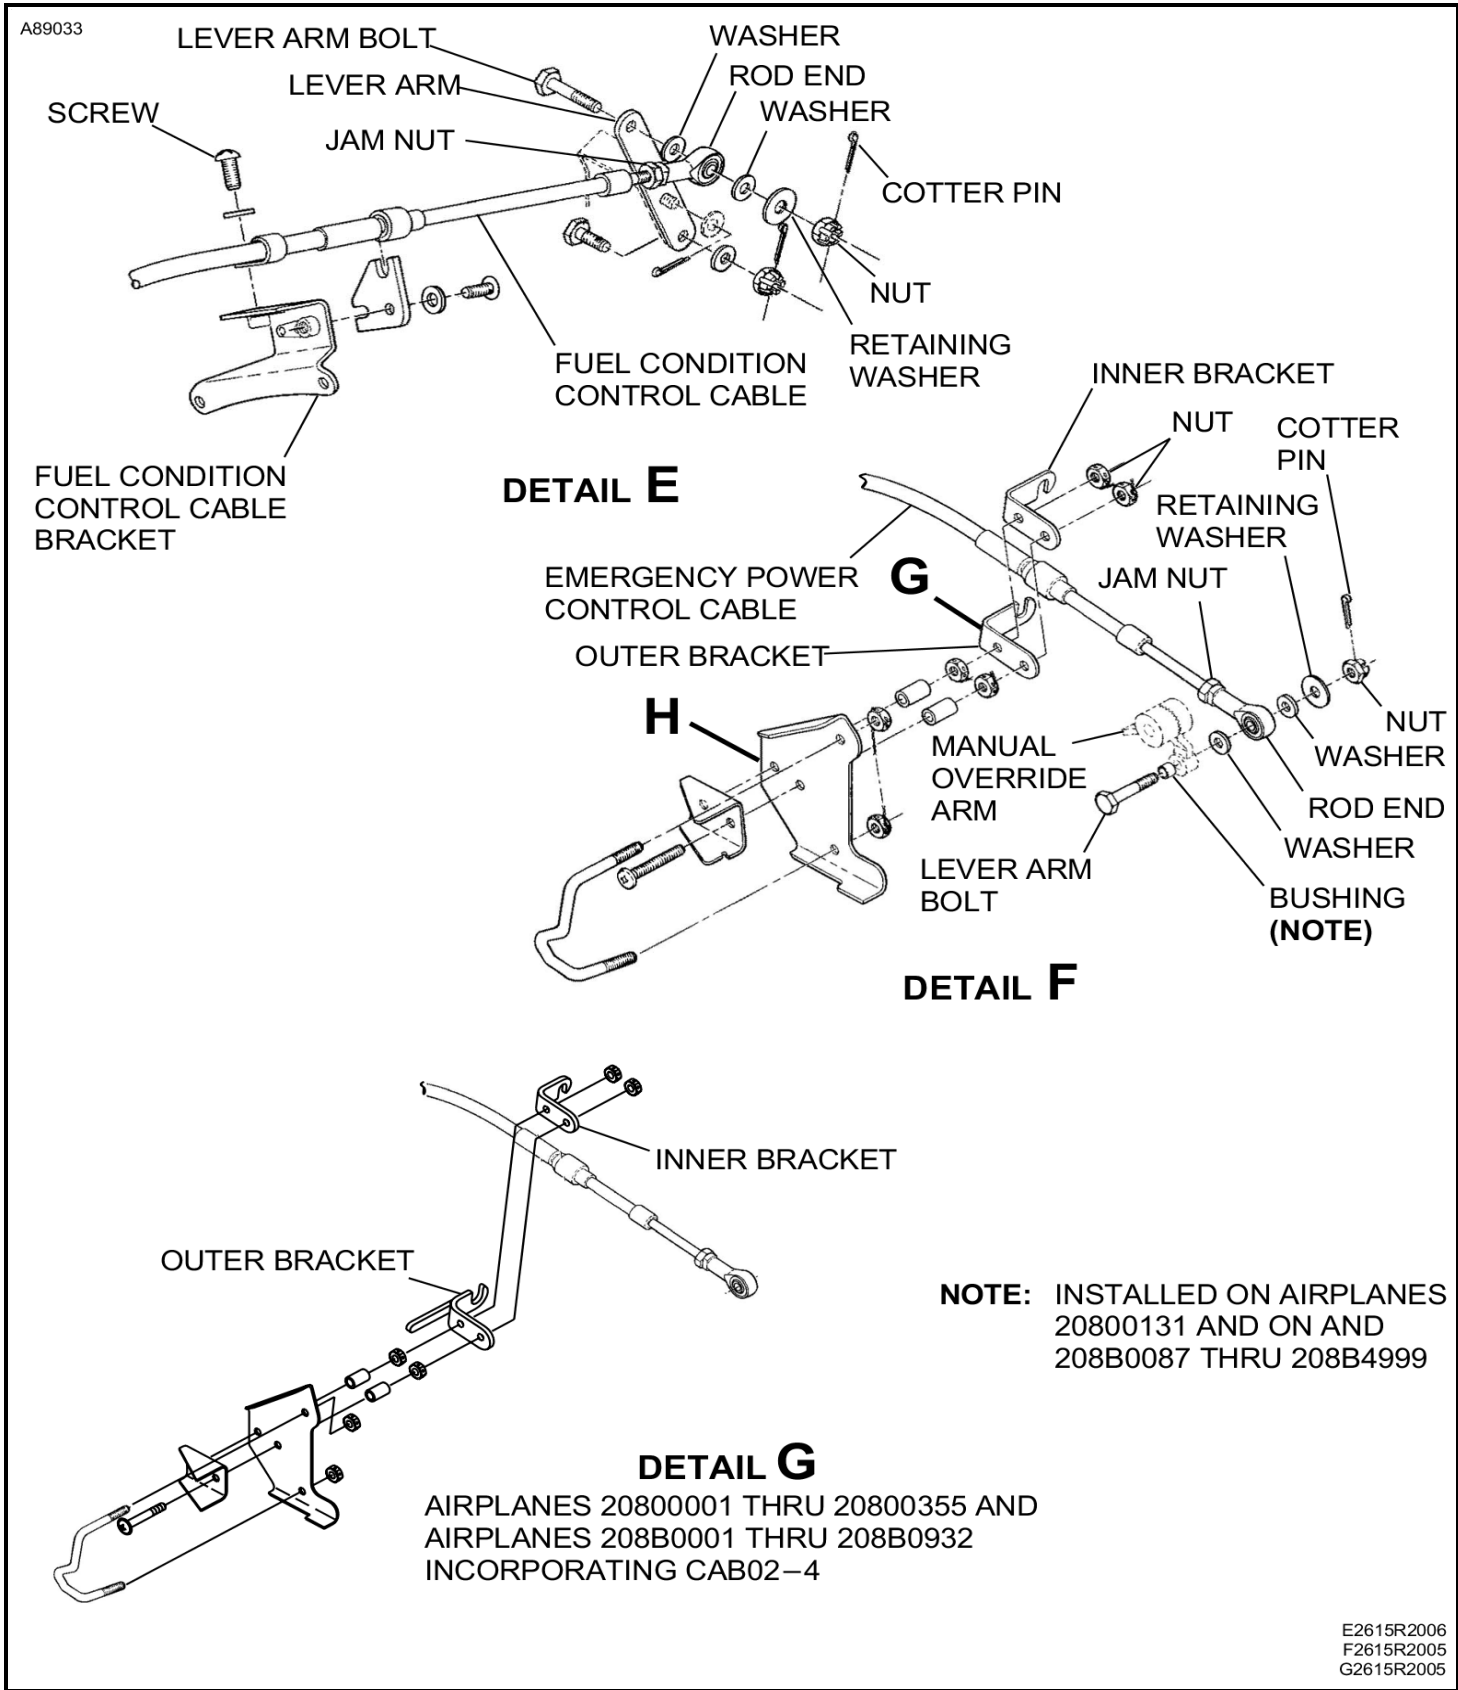 A89033
LEVER ARM BOLT
WASHER
LEVER ARM
ROD END
SCREW
WASHER
JAM NUT
COTTER PIN
NUT
FUEL CONDITION
CONTROL CABLE
RETAINING
WASHER
FUEL CONDITION
CONTROL CABLE
BRACKET
DETAIL E
INNER BRACKET
NUT
COTTER
PIN
RETAINING
WASHER
EMERGENCY POWER
CONTROL CABLE
G
JAM NUT
OUTER BRACKET
H
MANUAL
OVERRIDE
ARM
NUT
WASHER
ROD END
WASHER
LEVER ARM
BOLT
BUSHING
(NOTE)
DETAIL F
INNER BRACKET
OUTER BRACKET
NOTE: INSTALLED ON AIRPLANES
20800131 AND ON AND
208B0087 THRU 208B4999
DETAIL G
AIRPLANES 20800001 THRU 20800355 AND
AIRPLANES 208B0001 THRU 208B0932
INCORPORATING CAB02-4
E2615R2006
F2615R2005
G2615R2005